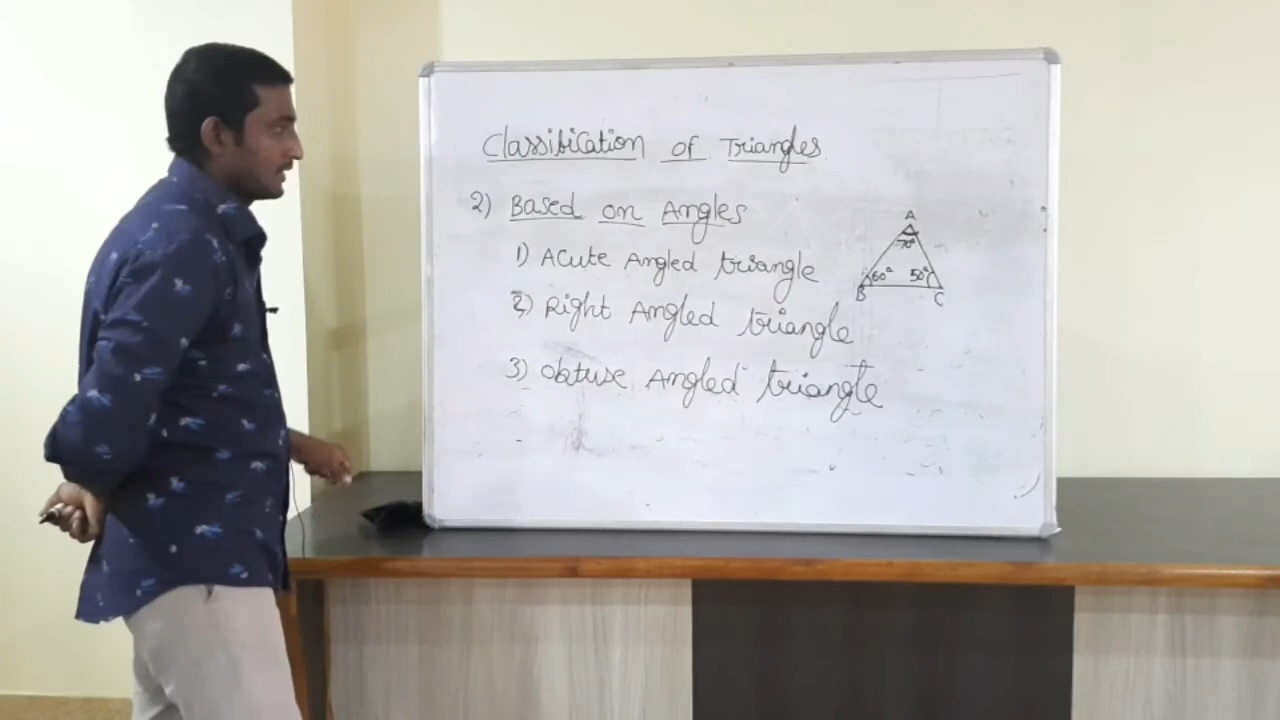 Classification of Triangles
2) Based on Angles
1) Acute Angled triangle
2) Right Angled triangle
3) Obtuse Angled triangle
A
70°
60° 50°
B C